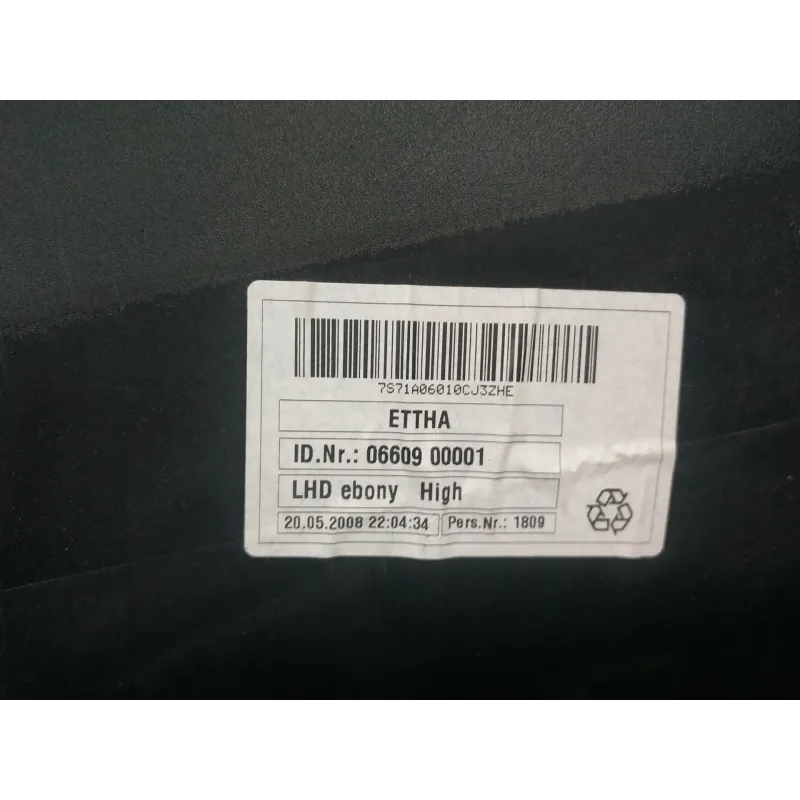 7S71A06010CJ3ZHE
ETTHA
ID.Nr.: 06609 00001
LHD ebony High
20.05.2008 22:04:34 Pers.Nr.: 1809